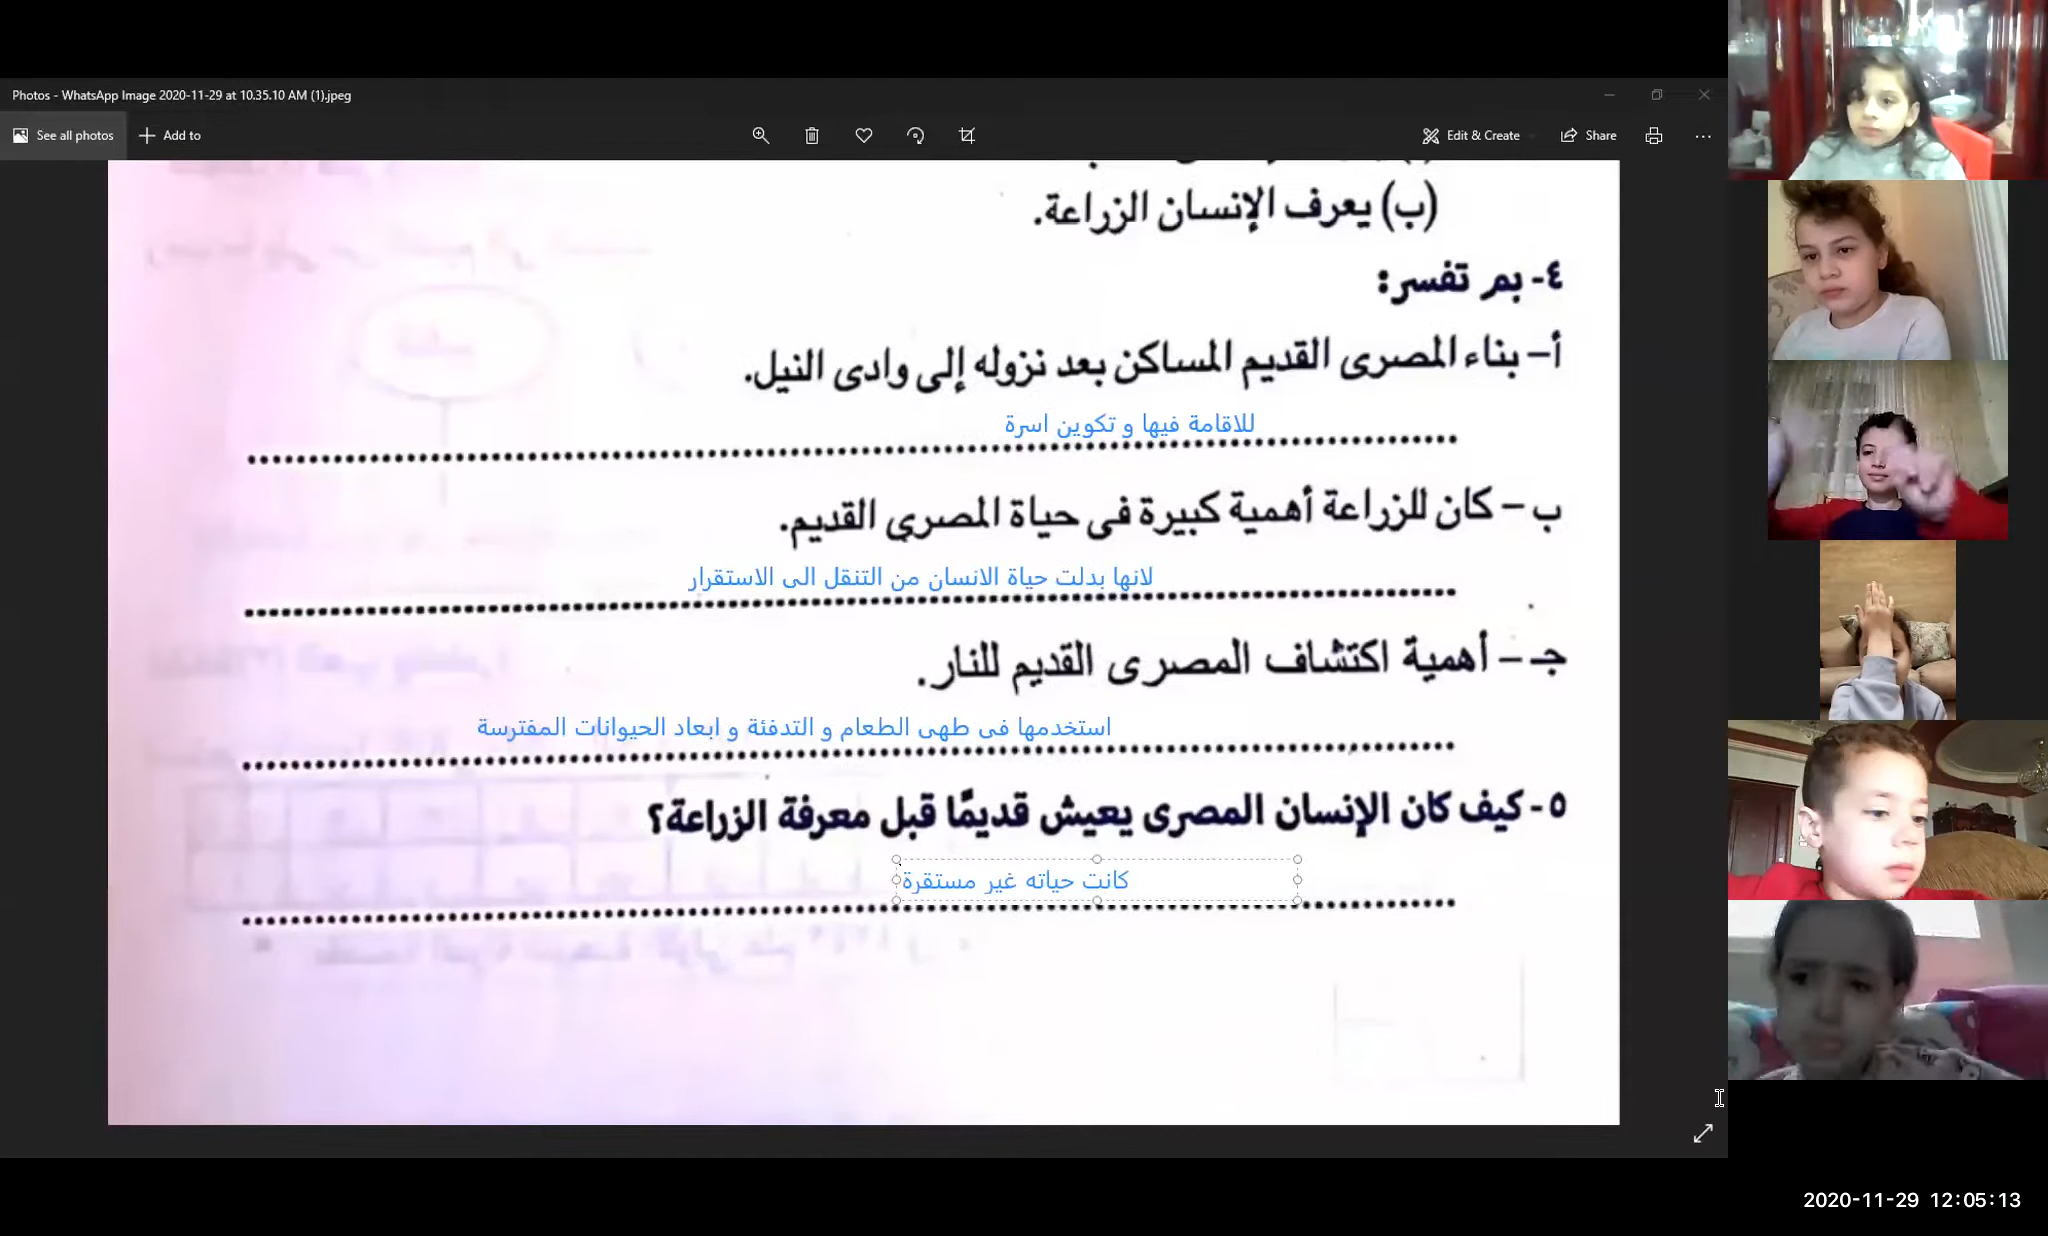 Photos - WhatsApp Image 2020-11-29 at 10.35.10 AM (1).jpeg
See all photos
Add to
Edit & Create
Share
(ب) يعرف الإنسان الزراعة.
٤- بم تفسر:
أ- بناء المصرى القديم المساكن بعد نزوله إلى وادى النيل.
للاقامة فيها و تكوين اسرة
ب - كان للزراعة أهمية كبيرة فى حياة المصري القديم.
لانها بدلت حياة الانسان من التنقل الى الاستقرار
جـ - أهمية اكتشاف المصرى القديم للنار.
استخدمها فى طهى الطعام و التدفئة و ابعاد الحيوانات المفترسة
٥- كيف كان الإنسان المصرى يعيش قديمًا قبل معرفة الزراعة؟
كانت حياته غير مستقرة
2020-11-29 12:05:13